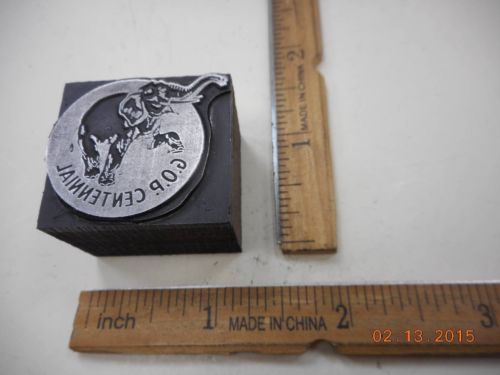 G.O.P. CENTENNIAL
2
1
MADE IN CHINA
inch 1 MADE IN CHINA 2 3
02.13.2015